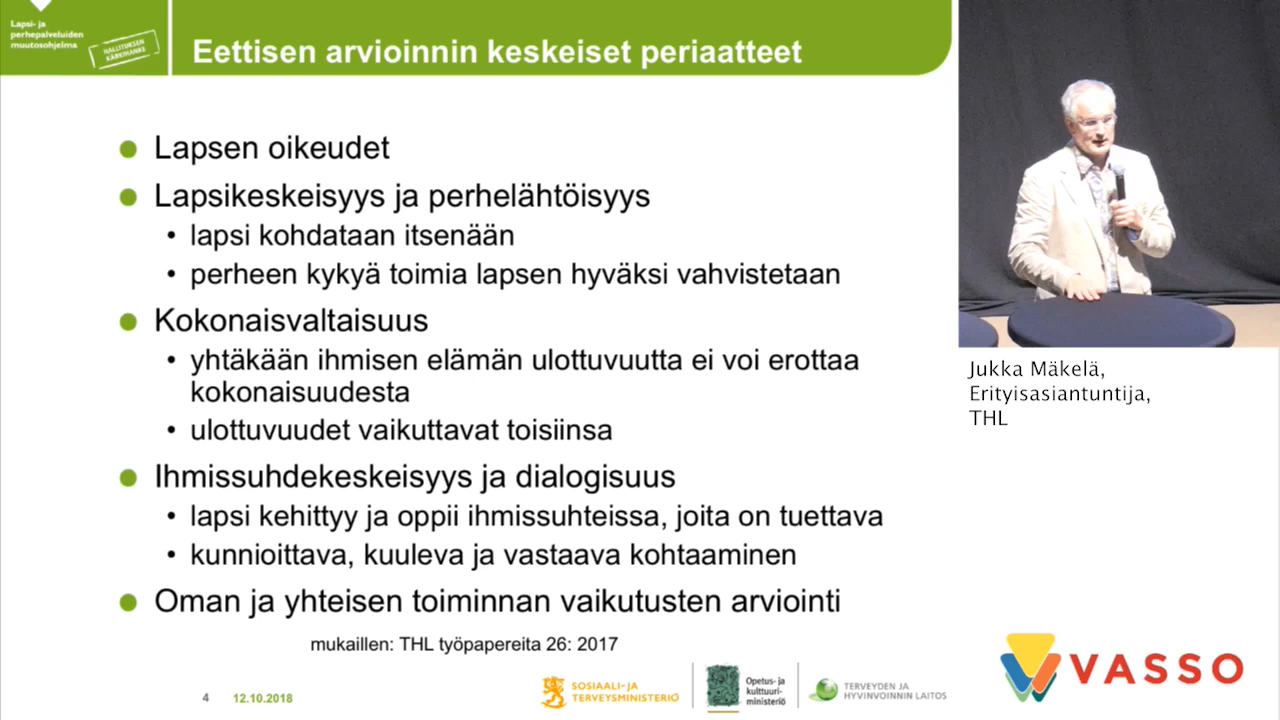 Lapsi- ja
perhepalveluiden
muutosohjelma
HALLITUKSEN
KÄRKIHANKE
Eettisen arvioinnin keskeiset periaatteet
Lapsen oikeudet
Lapsikeskeisyys ja perhelähtöisyys
lapsi kohdataan itsenään
perheen kykyä toimia lapsen hyväksi vahvistetaan
Kokonaisvaltaisuus
yhtäkään ihmisen elämän ulottuvuutta ei voi erottaa
kokonaisuudesta
ulottuvuudet vaikuttavat toisiinsa
Ihmissuhdekeskeisyys ja dialogisuus
lapsi kehittyy ja oppii ihmissuhteissa, joita on tuettava
kunnioittava, kuuleva ja vastaava kohtaaminen
Oman ja yhteisen toiminnan vaikutusten arviointi
mukaillen: THL työpapereita 26: 2017
Jukka Mäkelä,
Erityisasiantuntija,
THL
4 12.10.2018
SOSIAALI- JA
TERVEYSMINISTERIÖ
Opetus- ja
kulttuuri-
ministeriö
TERVEYDEN JA
HYVINVOINNIN LAITOS
VASSO